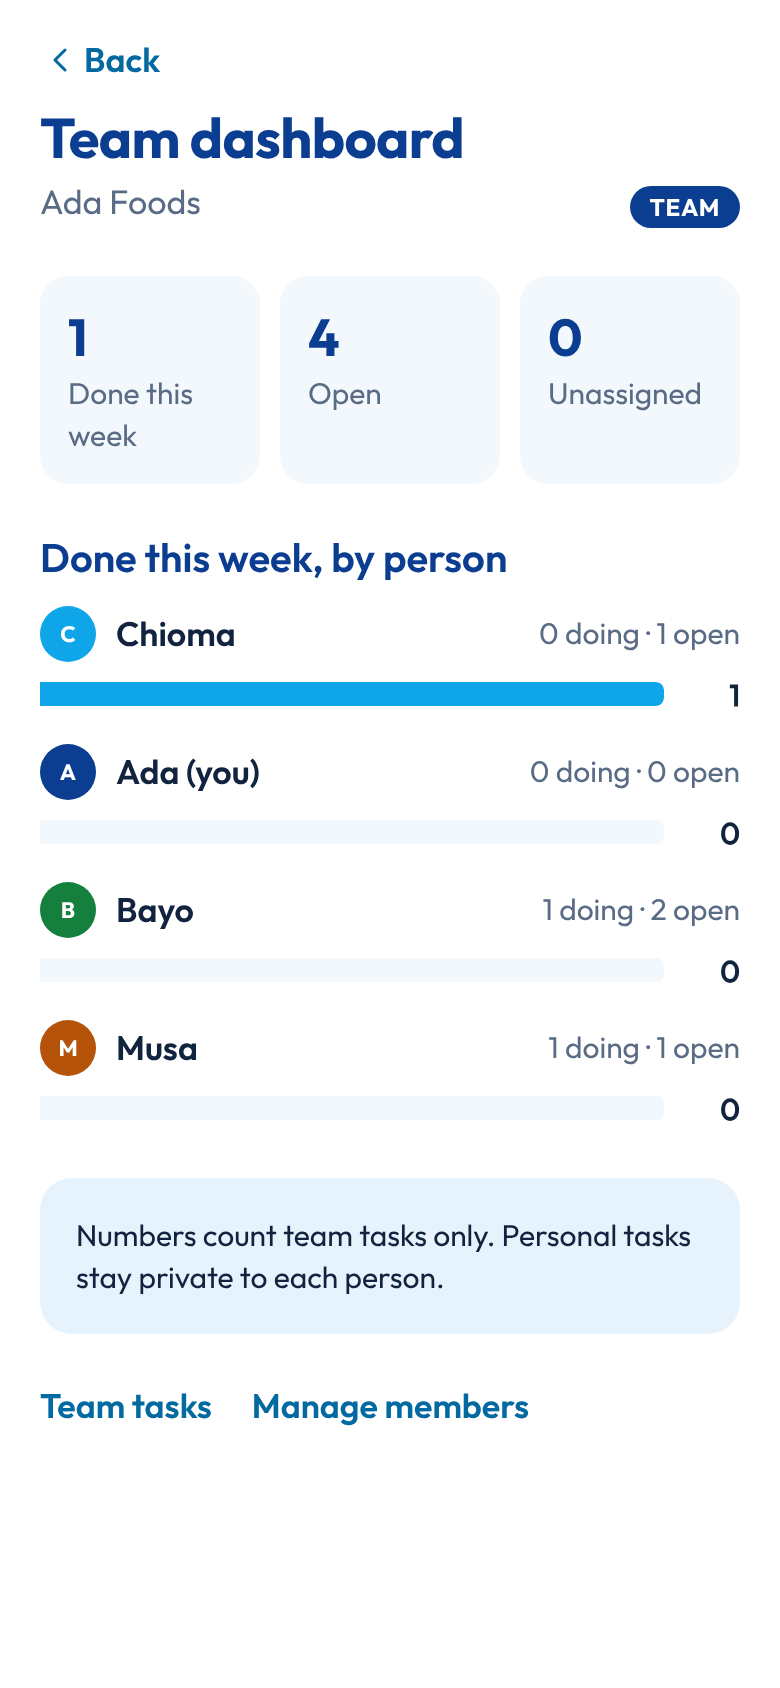 Back
Team dashboard
Ada Foods
TEAM
1
Done this
week
4
Open
0
Unassigned
Done this week, by person
C
Chioma
0 doing · 1 open
1
A
Ada (you)
0 doing · 0 open
0
B
Bayo
1 doing · 2 open
0
M
Musa
1 doing · 1 open
0
Numbers count team tasks only. Personal tasks
stay private to each person.
Team tasks
Manage members